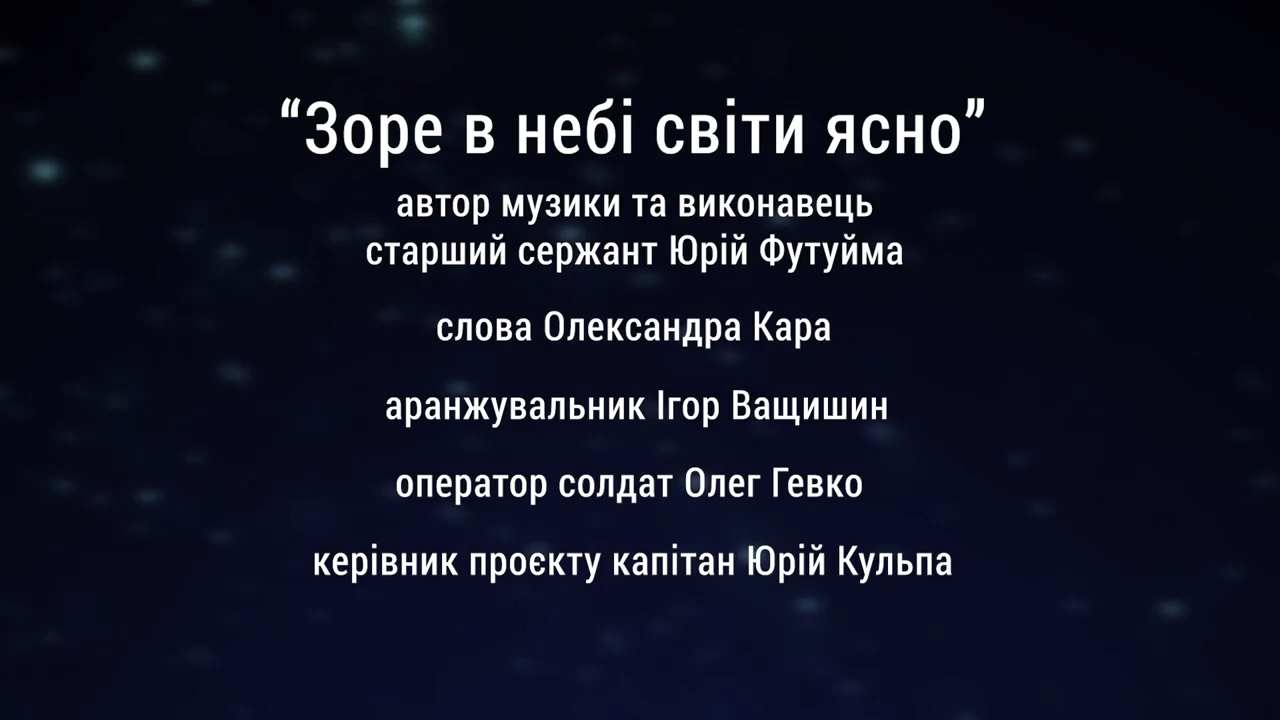 “Зоре в небі світи ясно”
автор музики та виконавець
старший сержант Юрій Футуйма
слова Олександра Кара
аранжувальник Ігор Ващишин
оператор солдат Олег Гевко
керівник проєкту капітан Юрій Кульпа